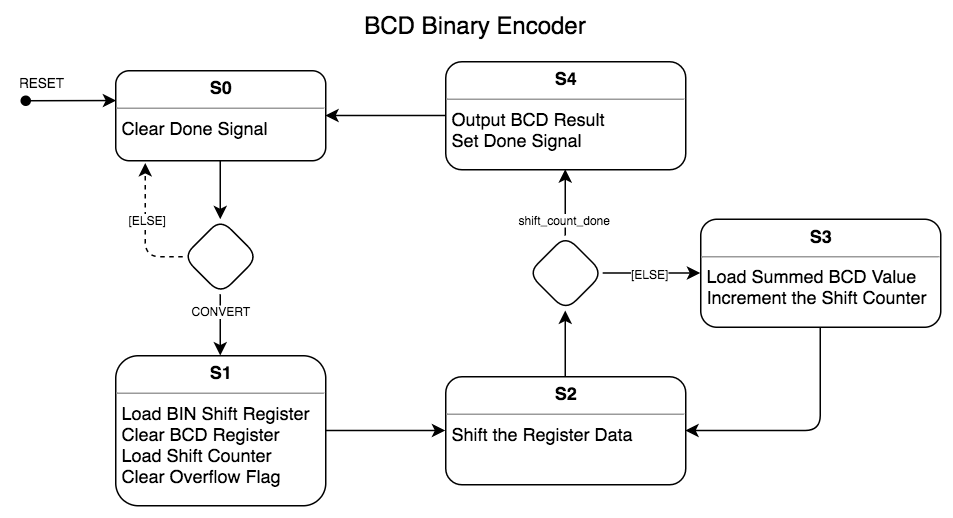 BCD Binary Encoder
RESET
S0
Clear Done Signal
[ELSE]
CONVERT
S1
Load BIN Shift Register
Clear BCD Register
Load Shift Counter
Clear Overflow Flag
S4
Output BCD Result
Set Done Signal
shift_count_done
[ELSE]
S3
Load Summed BCD Value
Increment the Shift Counter
S2
Shift the Register Data